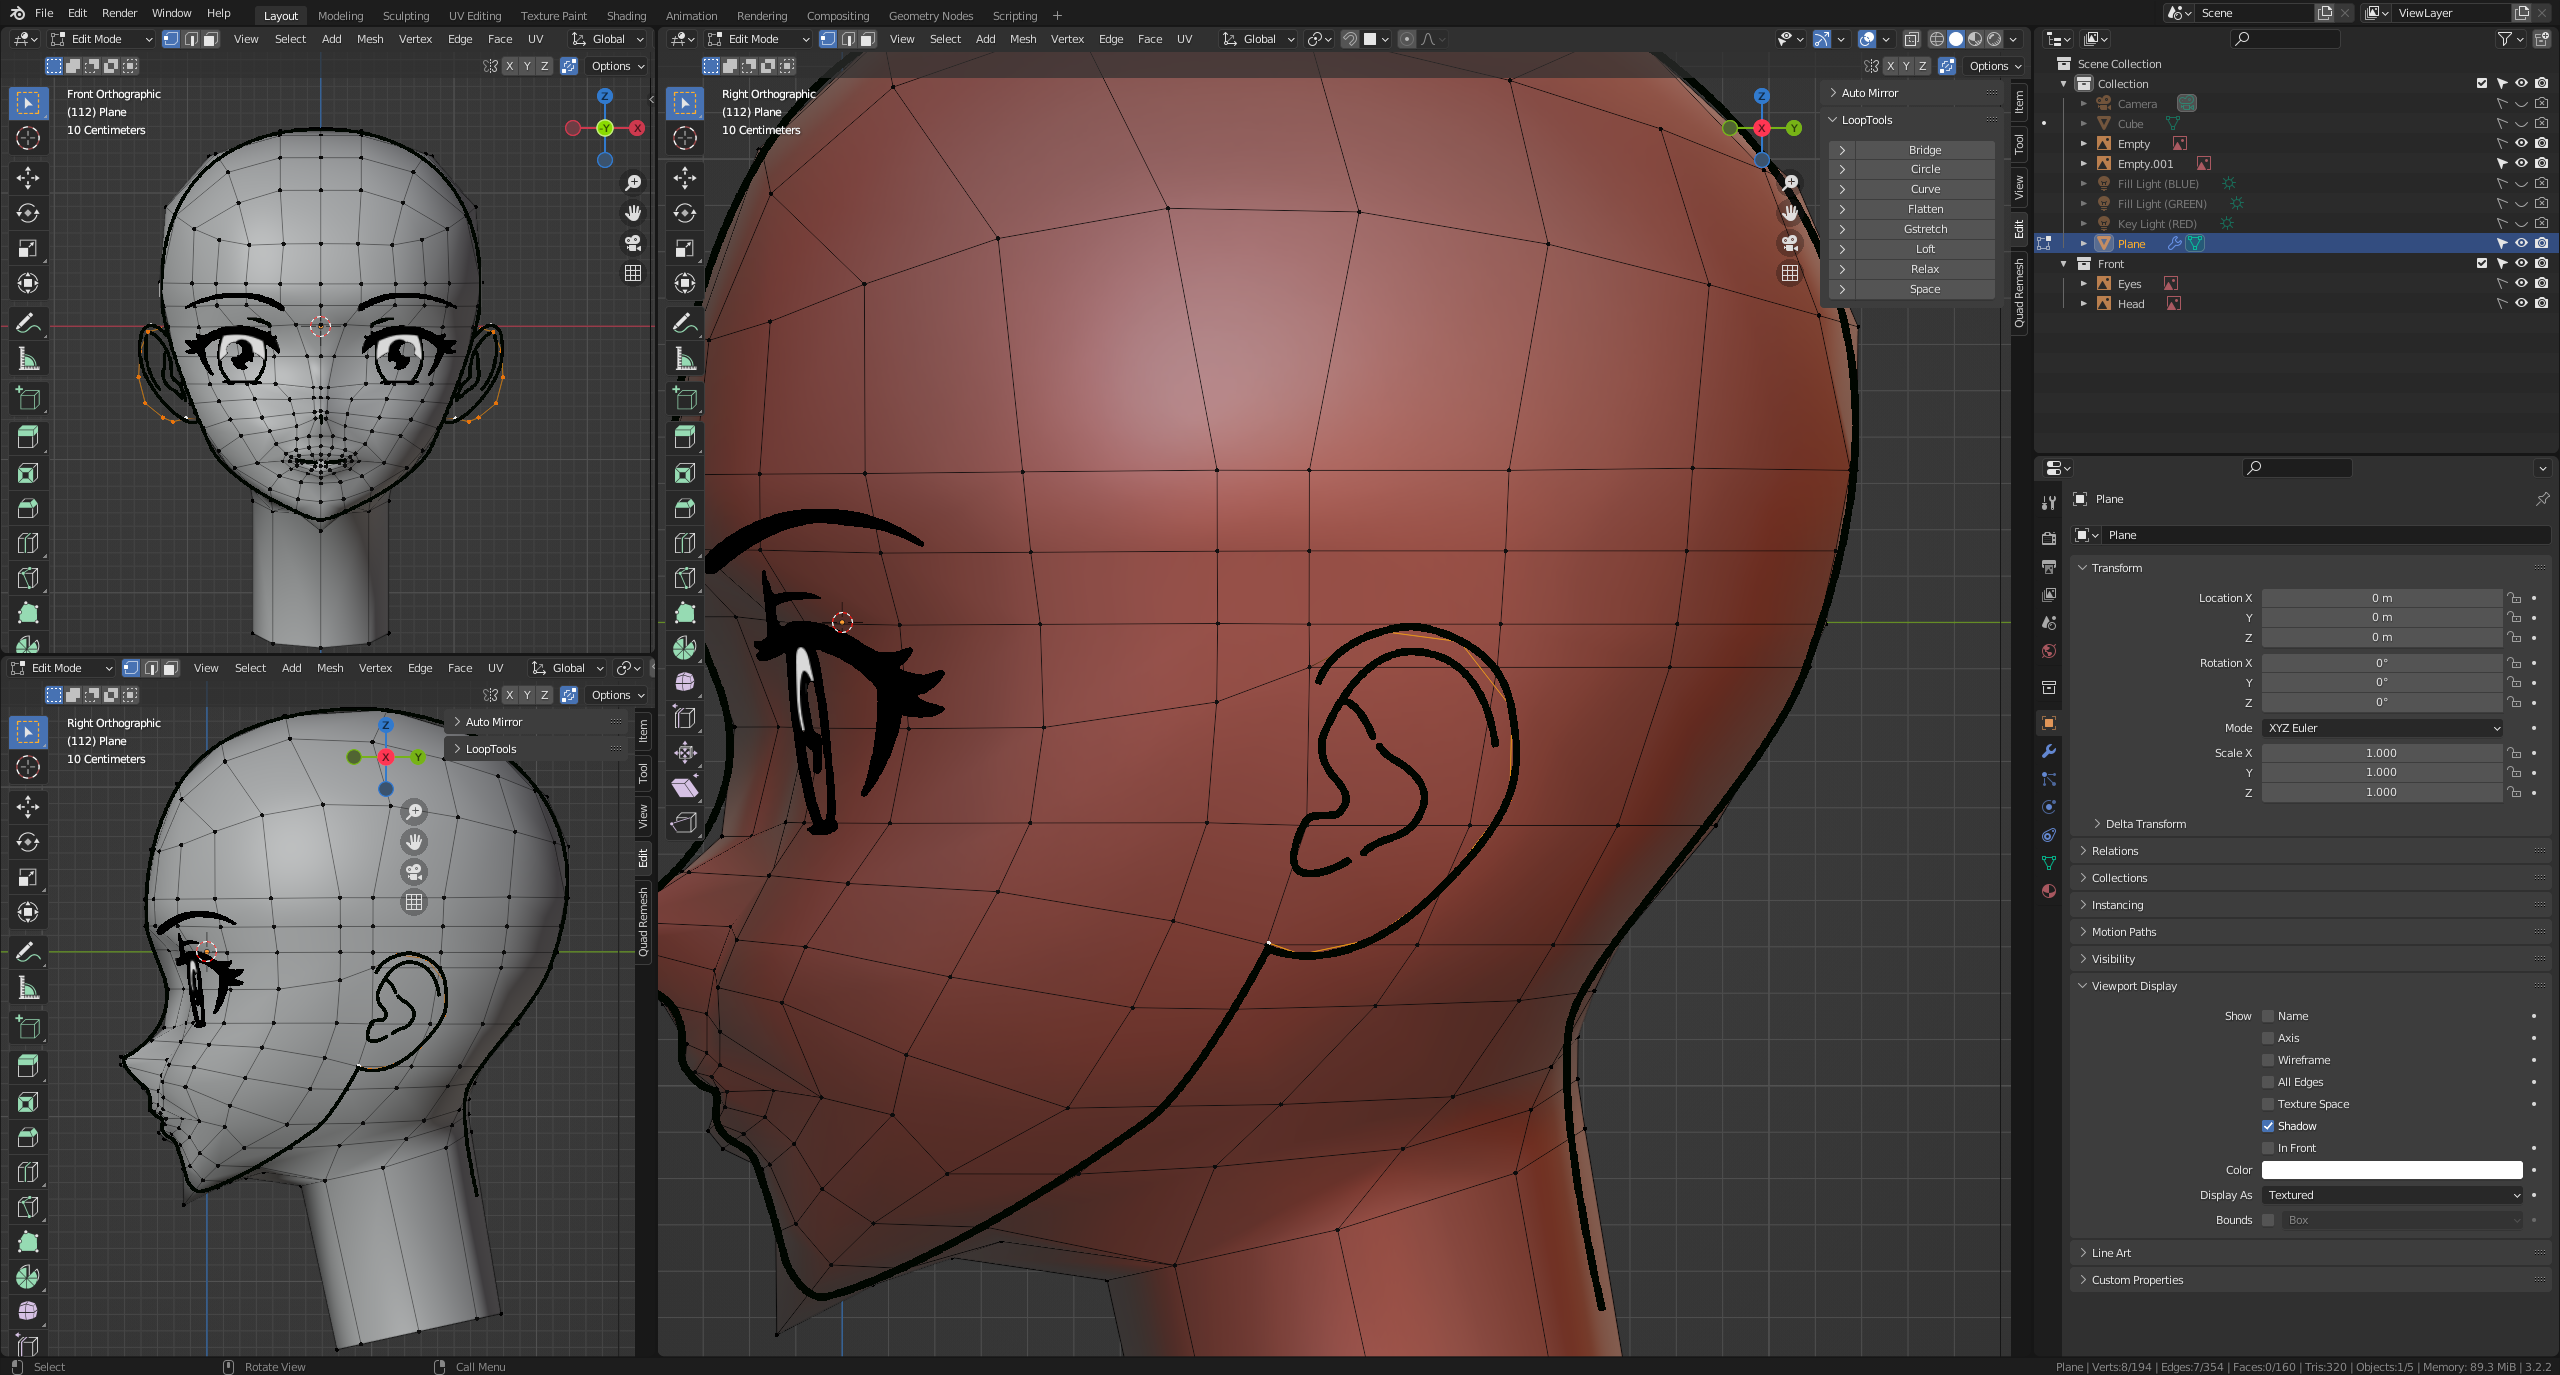 File Edit Render Window Help Layout Modeling Sculpting UV Editing Texture Paint Shading Animation Rendering Compositing Geometry Nodes Scripting + Scene ViewLayer
Edit Mode View Select Add Mesh Vertex Edge Face UV Global
X Y Z Options
Front Orthographic
(112) Plane
10 Centimeters
Z
Y X
Edit Mode View Select Add Mesh Vertex Edge Face UV Global
X Y Z Options
Right Orthographic
(112) Plane
10 Centimeters
Z
X Y
Auto Mirror
LoopTools
Bridge
Circle
Curve
Flatten
Gstretch
Loft
Relax
Space
Item
Tool
View
Edit
Quad Remesh
Edit Mode View Select Add Mesh Vertex Edge Face UV Global
X Y Z Options
Right Orthographic
(112) Plane
10 Centimeters
Z
X Y
Auto Mirror
LoopTools
Item
Tool
View
Edit
Quad Remesh
Scene Collection
Collection
Camera
Cube
Empty
Empty.001
Fill Light (BLUE)
Fill Light (GREEN)
Key Light (RED)
Plane
Front
Eyes
Head
Plane
Plane
Transform
Location X 0 m
Y 0 m
Z 0 m
Rotation X 0°
Y 0°
Z 0°
Mode XYZ Euler
Scale X 1.000
Y 1.000
Z 1.000
Delta Transform
Relations
Collections
Instancing
Motion Paths
Visibility
Viewport Display
Show Name
Axis
Wireframe
All Edges
Texture Space
Shadow
In Front
Color
Display As Textured
Bounds Box
Line Art
Custom Properties
Select Rotate View Call Menu Plane | Verts:8/194 | Edges:7/354 | Faces:0/160 | Tris:320 | Objects:1/5 | Memory: 89.3 MiB | 3.2.2